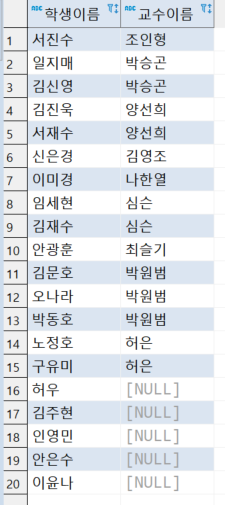 ABC 학생이름 ABC 교수이름
1 서진수 조인형
2 일지매 박승곤
3 김신영 박승곤
4 김진욱 양선희
5 서재수 양선희
6 신은경 김영조
7 이미경 나한열
8 임세현 심슨
9 김재수 심슨
10 안광훈 최슬기
11 김문호 박원범
12 오나라 박원범
13 박동호 박원범
14 노정호 허은
15 구유미 허은
16 허우 [NULL]
17 김주현 [NULL]
18 인영민 [NULL]
19 안은수 [NULL]
20 이윤나 [NULL]